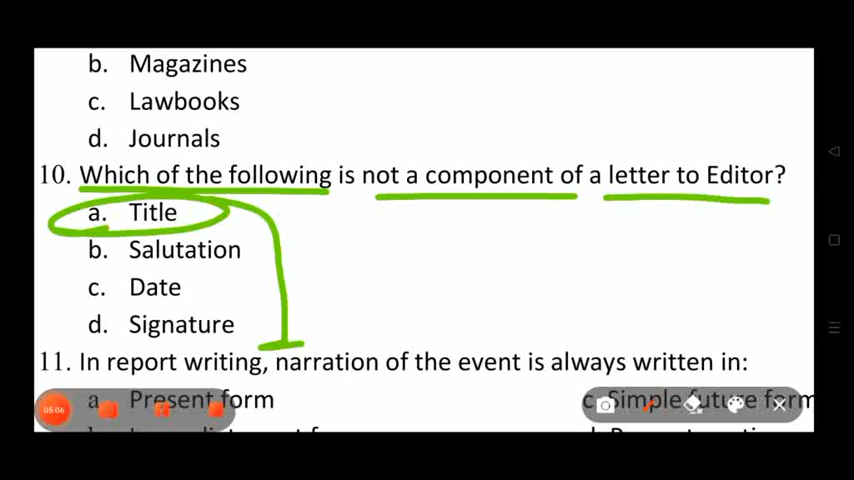 b. Magazines
c. Lawbooks
d. Journals
10. Which of the following is not a component of a letter to Editor?
a. Title
b. Salutation
c. Date
d. Signature
11. In report writing, narration of the event is always written in:
a Present form c. Simple future form
05:06